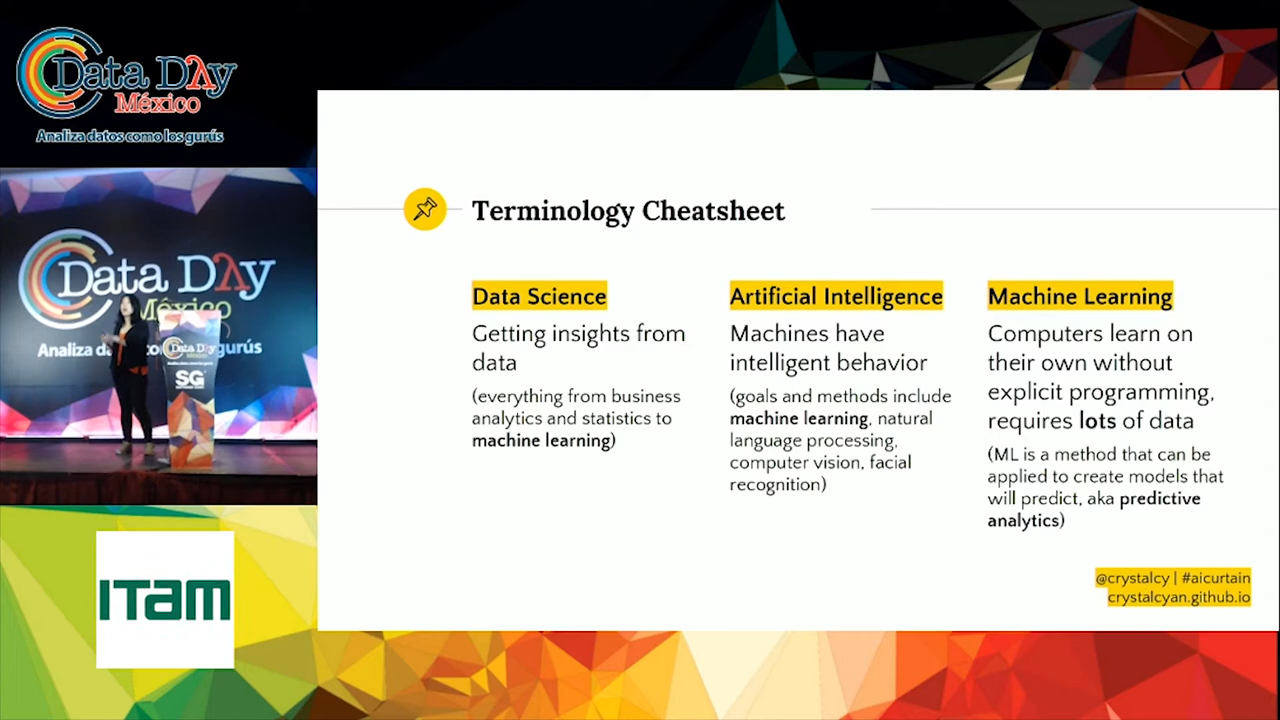 Data DAy
México
Analiza datos como los gurús
Data DAy
México
Analiza da
gurús
Data DAy
México
SG
ITAM
Terminology Cheatsheet
Data Science
Getting insights from
data
(everything from business
analytics and statistics to
machine learning)
Artificial Intelligence
Machines have
intelligent behavior
(goals and methods include
machine learning, natural
language processing,
computer vision, facial
recognition)
Machine Learning
Computers learn on
their own without
explicit programming,
requires lots of data
(ML is a method that can be
applied to create models that
will predict, aka predictive
analytics)
@crystalcy | #aicurtain
crystalcyan.github.io